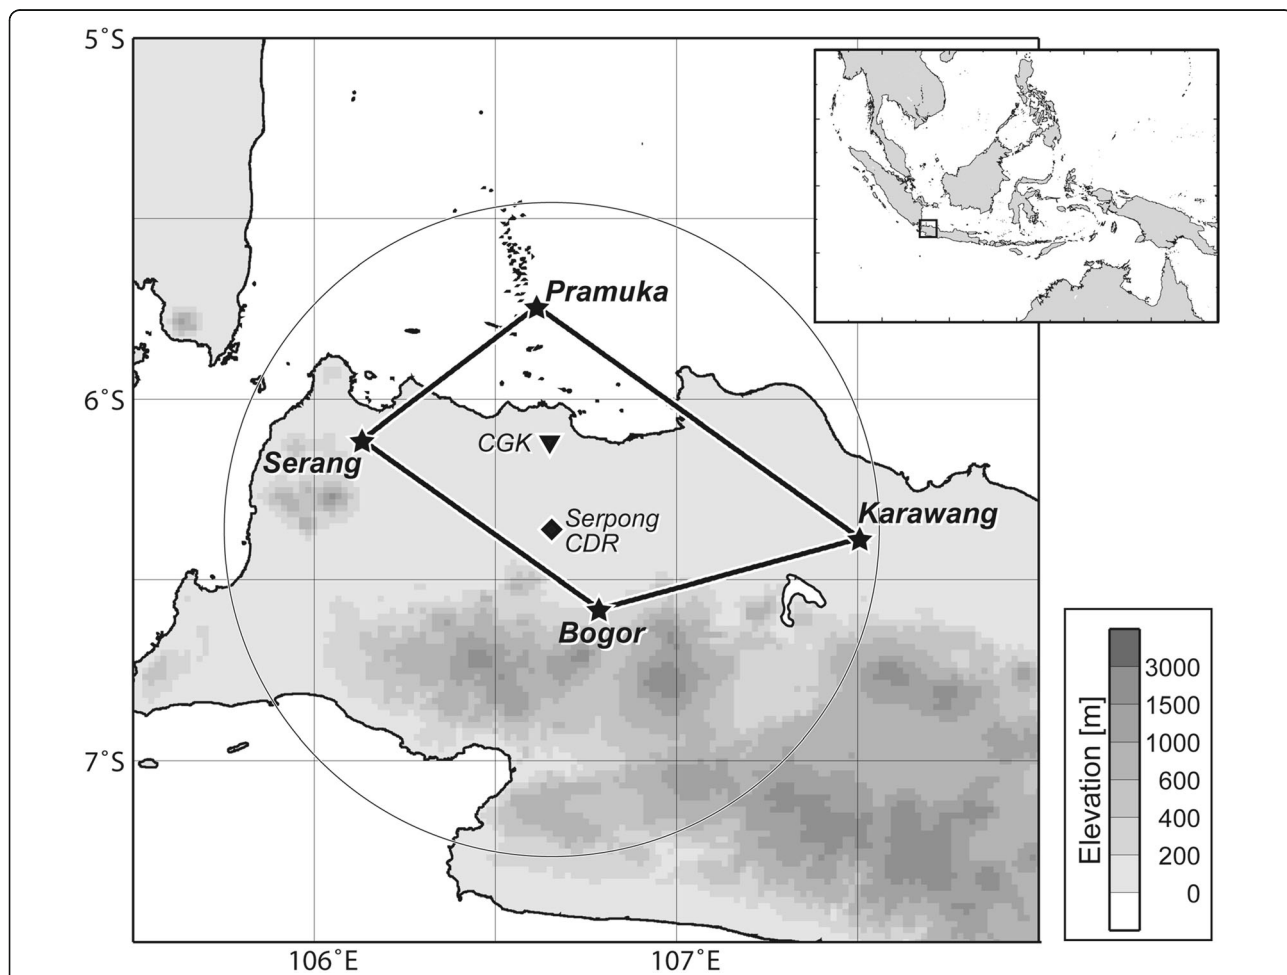 5°S
Pramuka
6°S
CGK
Serang
Serpong
CDR
Karawang
Bogor
7°S
106°E
107°E
Elevation [m]
3000
1500
1000
600
400
200
0